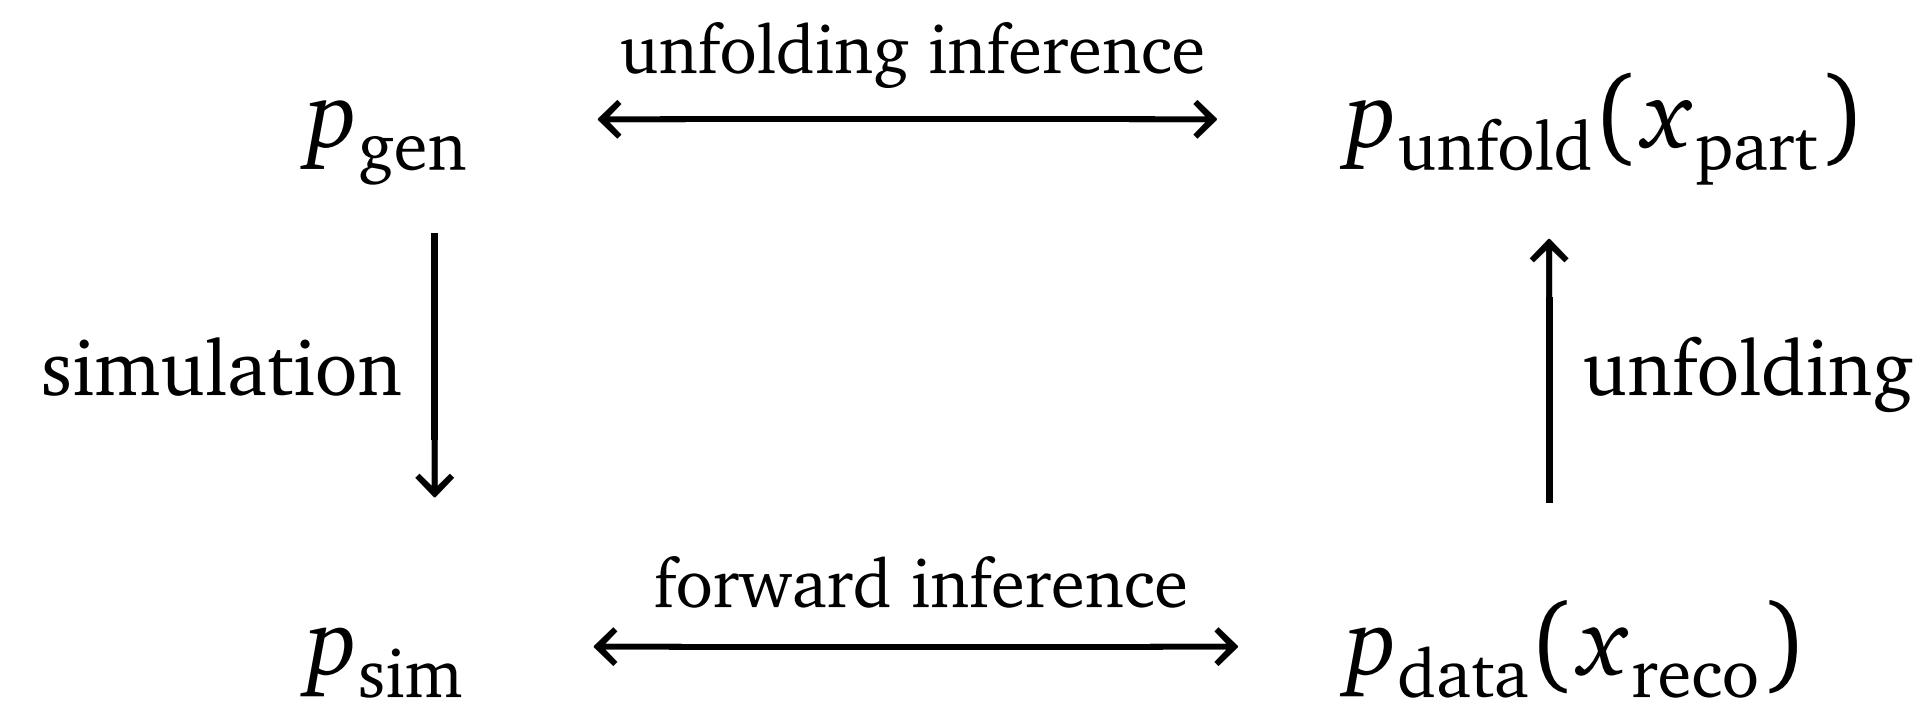 unfolding inference
p_gen
p_unfold(x_part)
simulation
unfolding
forward inference
p_sim
p_data(x_reco)